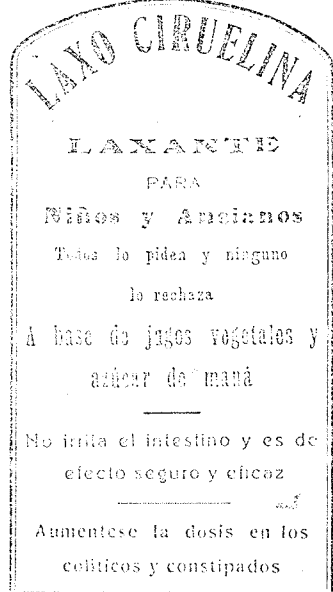 LAXO CIRUELINA
LAXANTE
PARA
Niños y Ancianos
Todos lo piden y ninguno
lo rechaza
A base de jugos vegetales y
azúcar de maná
No irrita el intestino y es de
efecto seguro y eficaz
Aumentese la dosis en los
colíticos y constipados